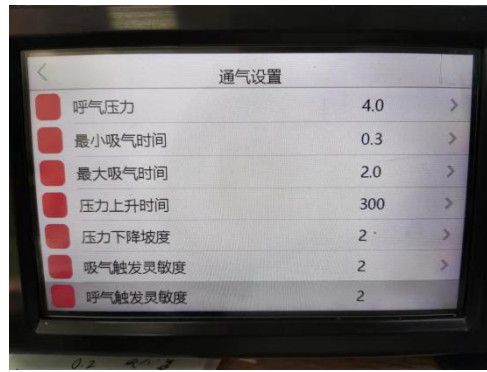 通气设置
呼气压力 4.0
最小吸气时间 0.3
最大吸气时间 2.0
压力上升时间 300
压力下降坡度 2
吸气触发灵敏度 2
呼气触发灵敏度 2
0.2